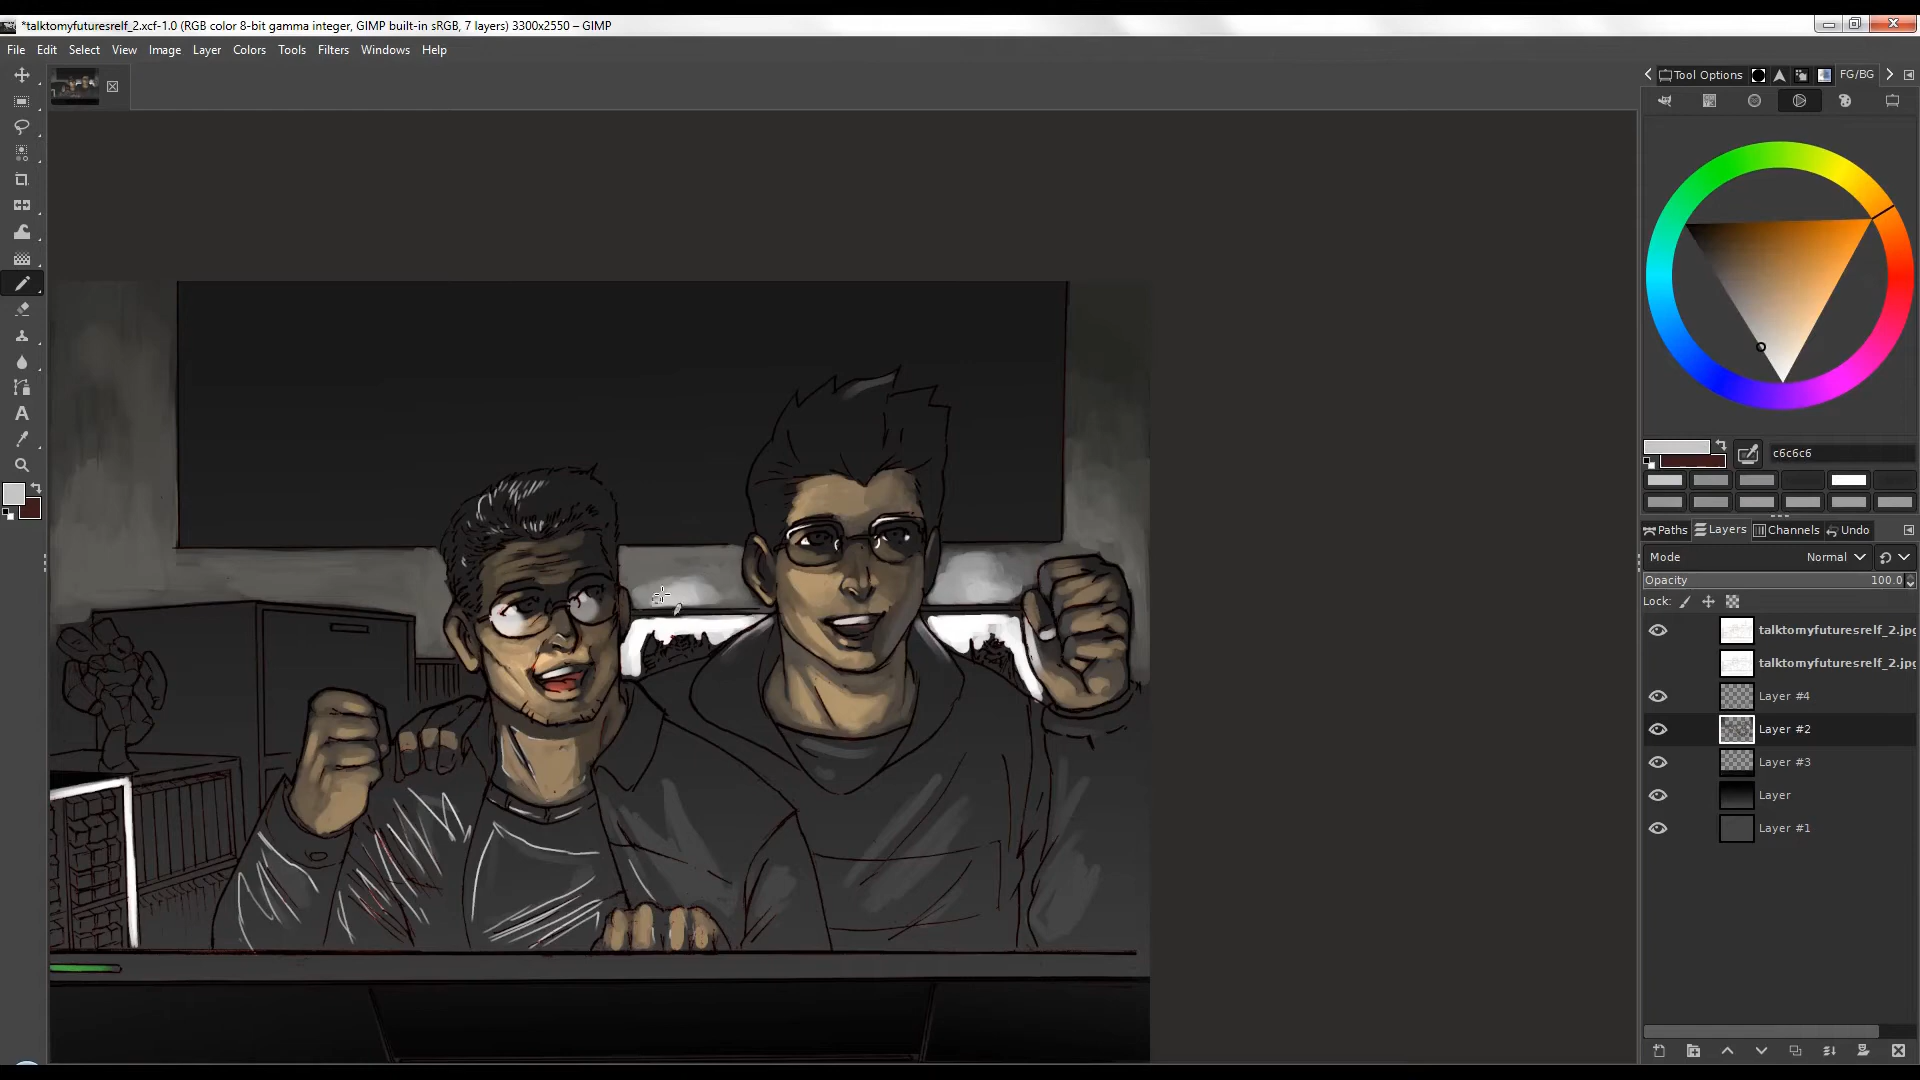 *talktomyfuturesrelf_2.xcf-1.0 (RGB color 8-bit gamma integer, GIMP built-in sRGB, 7 layers) 3300x2550 – GIMP
File Edit Select View Image Layer Colors Tools Filters Windows Help
Tool Options FG/BG
c6c6c6
Paths Layers Channels Undo
Mode Normal
Opacity 100.0
Lock:
talktomyfuturesrelf_2.jpg
talktomyfuturesrelf_2.jpg
Layer #4
Layer #2
Layer #3
Layer
Layer #1